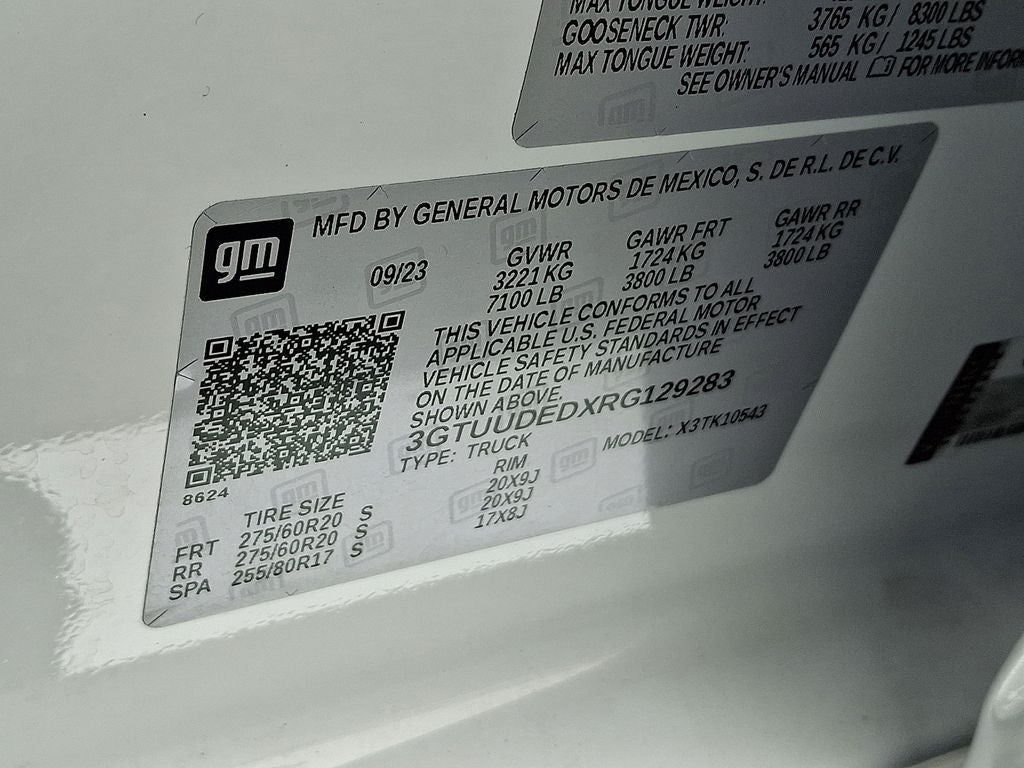 MAX TONGUE WEIGHT:
GOOSENECK TWR: 3765 KG/ 8300 LBS
MAX TONGUE WEIGHT: 565 KG/ 1245 LBS
SEE OWNER'S MANUAL FOR MORE INFORM
gm
MFD BY GENERAL MOTORS DE MEXICO, S. DE R.L. DE C.V.
09/23 GVWR GAWR FRT GAWR RR
3221 KG 1724 KG 1724 KG
7100 LB 3800 LB 3800 LB
THIS VEHICLE CONFORMS TO ALL
APPLICABLE U.S. FEDERAL MOTOR
VEHICLE SAFETY STANDARDS IN EFFECT
ON THE DATE OF MANUFACTURE
SHOWN ABOVE.
3GTUUDEDXRG129283
TYPE: TRUCK MODEL: X3TK10543
8624
TIRE SIZE RIM
FRT 275/60R20 S 20X9J
RR 275/60R20 S 20X9J
SPA 255/80R17 S 17X8J